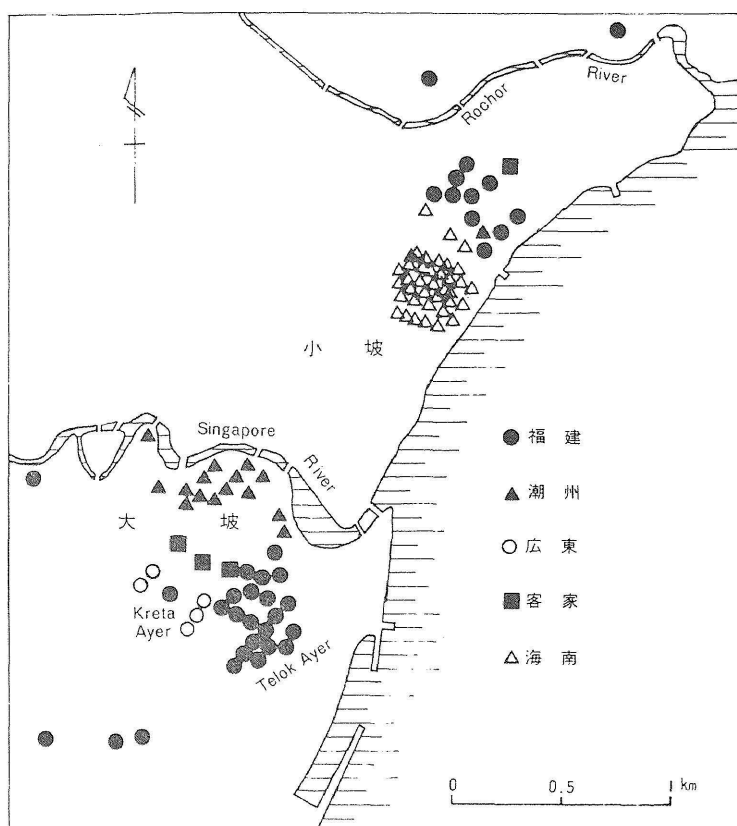 Rochor River
小坡
Singapore River
大坡
Kreta
Ayer
Telok Ayer
福建
潮州
広東
客家
海南
0 0.5 1 km